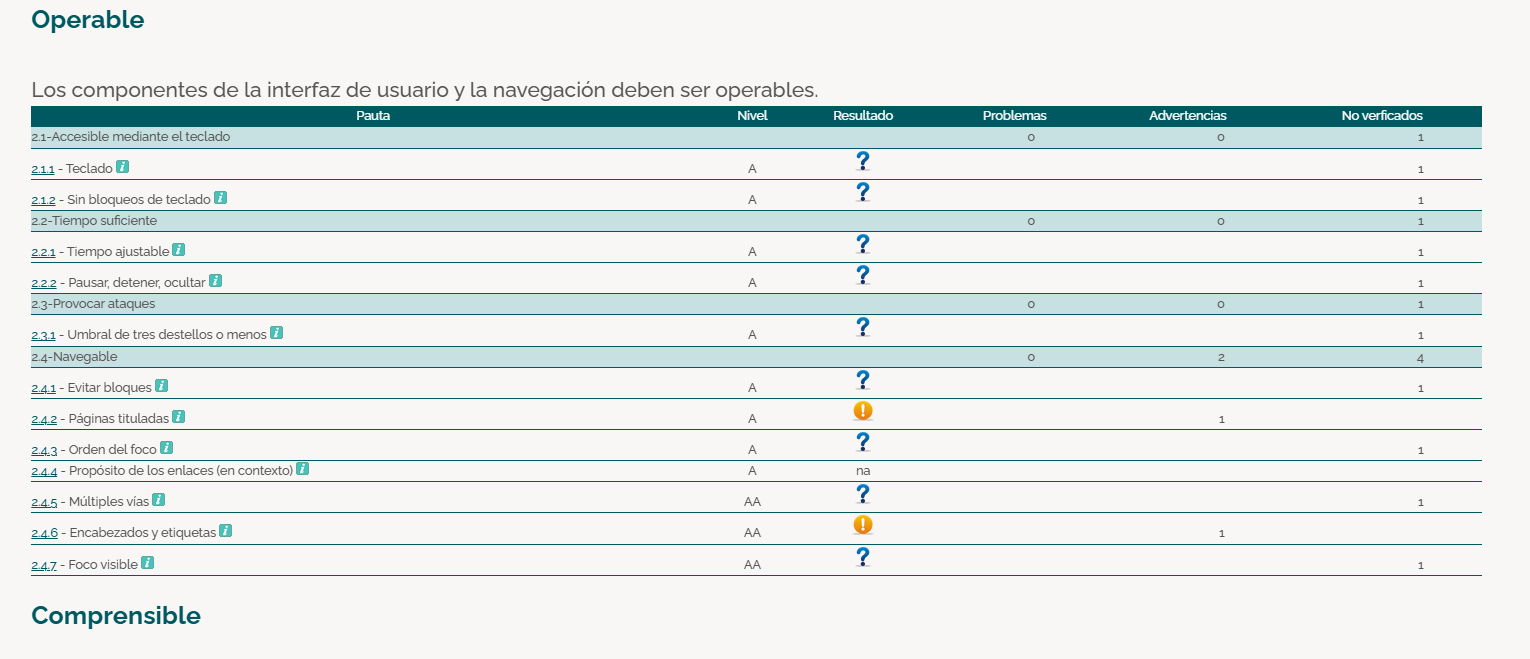 Operable
Los componentes de la interfaz de usuario y la navegación deben ser operables.
Pauta Nivel Resultado Problemas Advertencias No verficados
2.1-Accesible mediante el teclado 0 0 1
2.1.1 - Teclado i A ? 1
2.1.2 - Sin bloqueos de teclado i A ? 1
2.2-Tiempo suficiente 0 0 1
2.2.1 - Tiempo ajustable i A ? 1
2.2.2 - Pausar, detener, ocultar i A ? 1
2.3-Provocar ataques 0 0 1
2.3.1 - Umbral de tres destellos o menos i A ? 1
2.4-Navegable 0 2 4
2.4.1 - Evitar bloques i A ? 1
2.4.2 - Páginas tituladas i A ! 1
2.4.3 - Orden del foco i A ? 1
2.4.4 - Propósito de los enlaces (en contexto) i A na
2.4.5 - Múltiples vías i AA ? 1
2.4.6 - Encabezados y etiquetas i AA ! 1
2.4.7 - Foco visible i AA ? 1
Comprensible